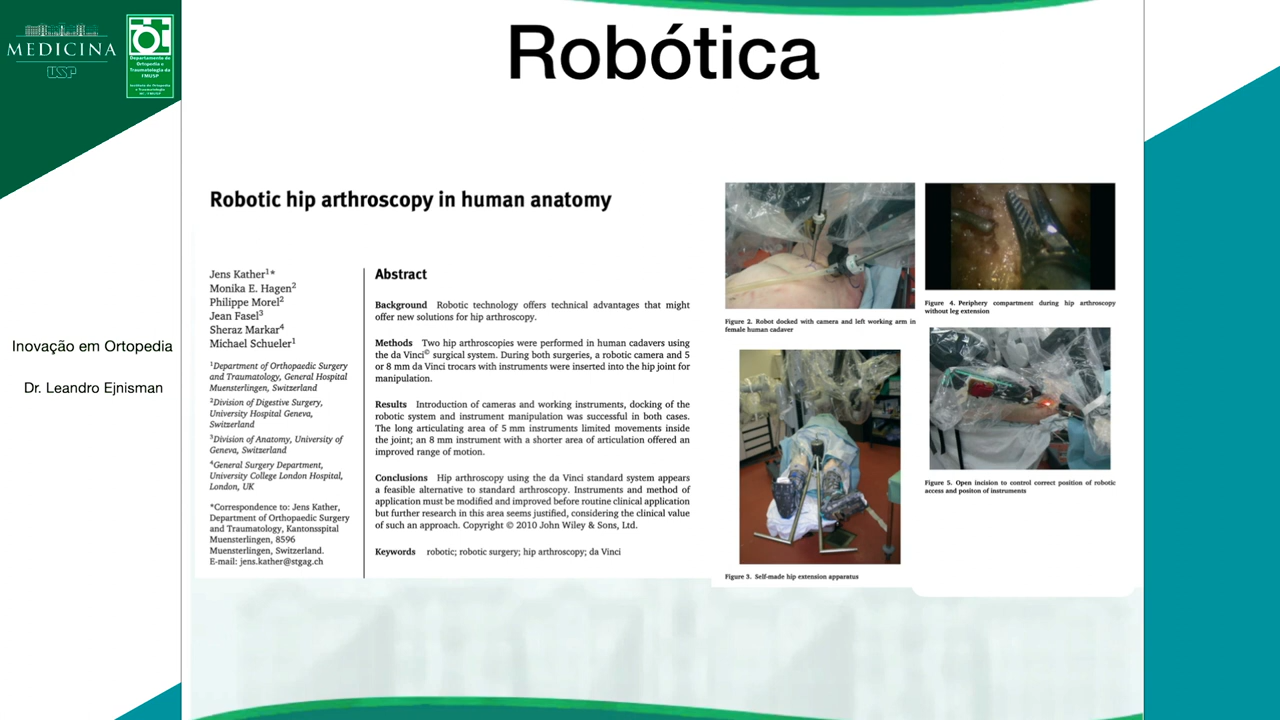 MEDICINA
USP
Departamento de
Ortopedia e
Traumatologia da
FMUSP
Robótica
Inovação em Ortopedia
Dr. Leandro Ejnisman
Robotic hip arthroscopy in human anatomy
Jens Kather1*
Monika E. Hagen2
Philippe Morel2
Jean Fasel3
Sheraz Markar4
Michael Schueler1
1Department of Orthopaedic Surgery
and Traumatology, General Hospital
Muensterlingen, Switzerland
2Division of Digestive Surgery,
University Hospital Geneva,
Switzerland
3Division of Anatomy, University of
Geneva, Switzerland
4General Surgery Department,
University College London Hospital,
London, UK
*Correspondence to: Jens Kather,
Department of Orthopaedic Surgery
and Traumatology, Kantonsspital
Muensterlingen, 8596
Muensterlingen, Switzerland.
E-mail: jens.kather@stgag.ch
Abstract
Background Robotic technology offers technical advantages that might
offer new solutions for hip arthroscopy.
Methods Two hip arthroscopies were performed in human cadavers using
the da Vinci© surgical system. During both surgeries, a robotic camera and 5
or 8 mm da Vinci trocars with instruments were inserted into the hip joint for
manipulation.
Results Introduction of cameras and working instruments, docking of the
robotic system and instrument manipulation was successful in both cases.
The long articulating area of 5 mm instruments limited movements inside
the joint; an 8 mm instrument with a shorter area of articulation offered an
improved range of motion.
Conclusions Hip arthroscopy using the da Vinci standard system appears
a feasible alternative to standard arthroscopy. Instruments and method of
application must be modified and improved before routine clinical application
but further research in this area seems justified, considering the clinical value
of such an approach. Copyright © 2010 John Wiley & Sons, Ltd.
Keywords robotic; robotic surgery; hip arthroscopy; da Vinci
Figure 2. Robot docked with camera and left working arm in
female human cadaver
Figure 3. Self-made hip extension apparatus
Figure 4. Periphery compartment during hip arthroscopy
without leg extension
Figure 5. Open incision to control correct position of robotic
access and positon of instruments